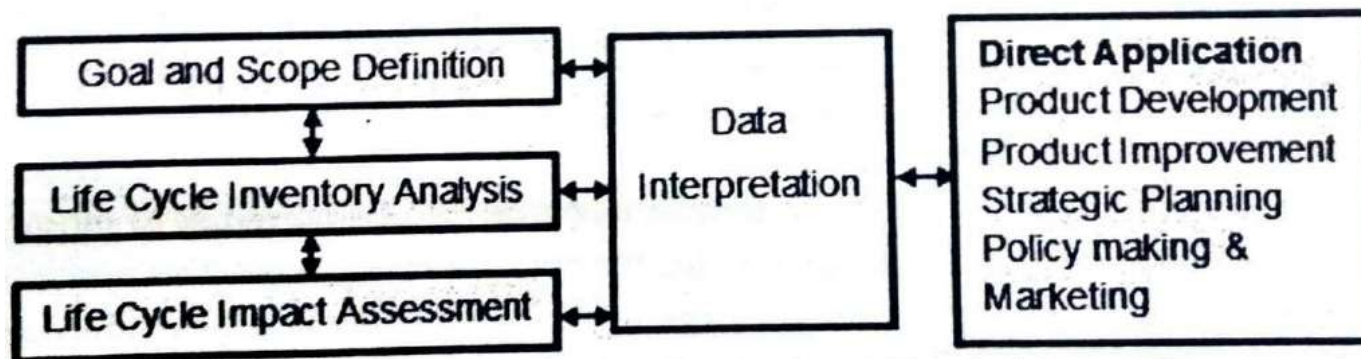 Goal and Scope Definition
Life Cycle Inventory Analysis
Life Cycle Impact Assessment
Data
Interpretation
Direct Application
Product Development
Product Improvement
Strategic Planning
Policy making &
Marketing